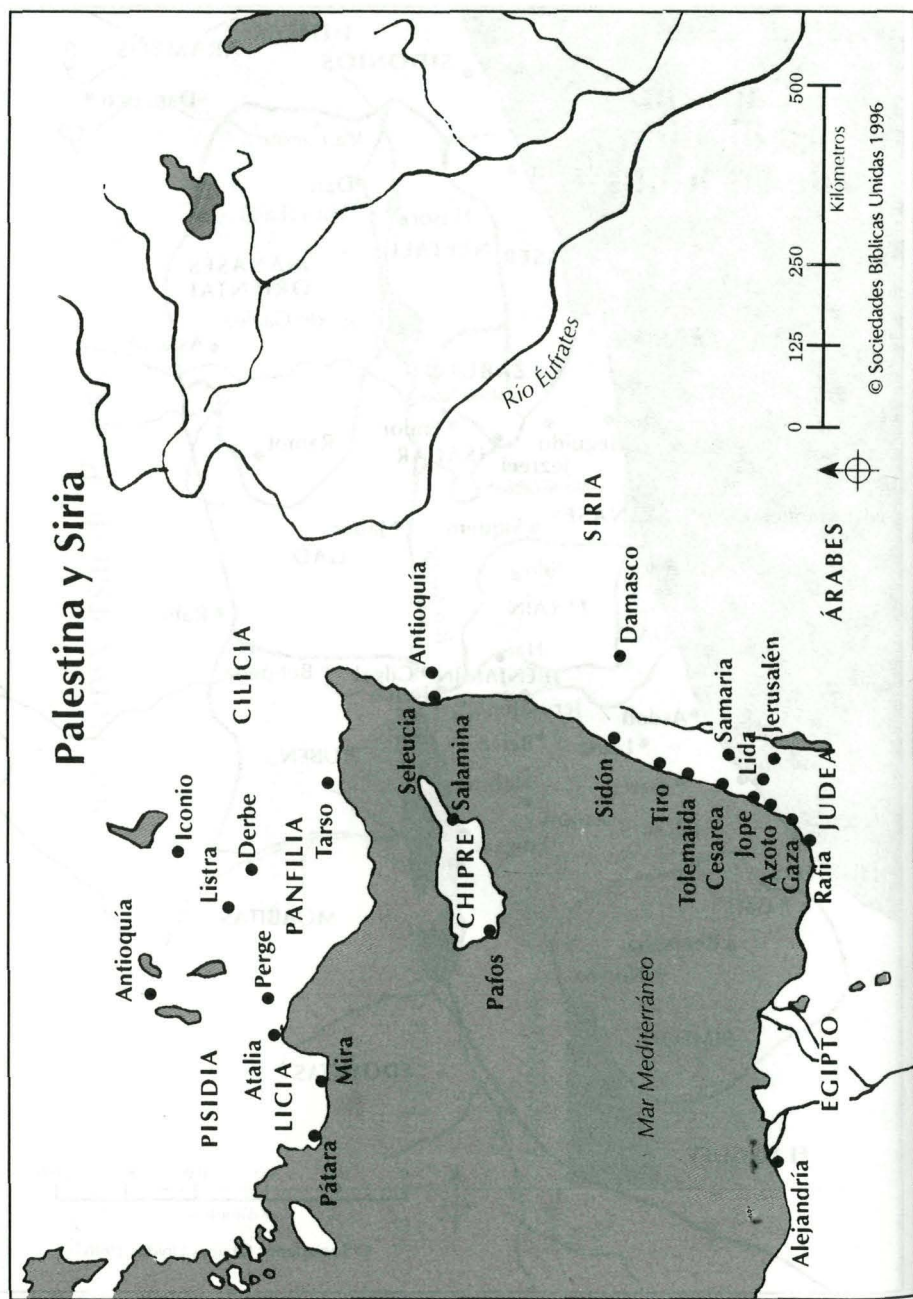 Palestina y Siria
Antioquía
Iconio
PISIDIA
Listra
Derbe
CILICIA
Perge
PANFILIA
Atalia
LICIA
Tarso
Mira
Pátara
Antioquía
Seleucia
CHIPRE
Salamina
Pafos
Río Éufrates
SIRIA
Sidón
Damasco
Tiro
Tolemaida
Cesarea
Samaria
Jope
Lida
Azoto
Jerusalén
Gaza
Rafia
JUDEA
Mar Mediterráneo
ÁRABES
EGIPTO
Alejandría
0 125 250 500
Kilómetros
© Sociedades Bíblicas Unidas 1996